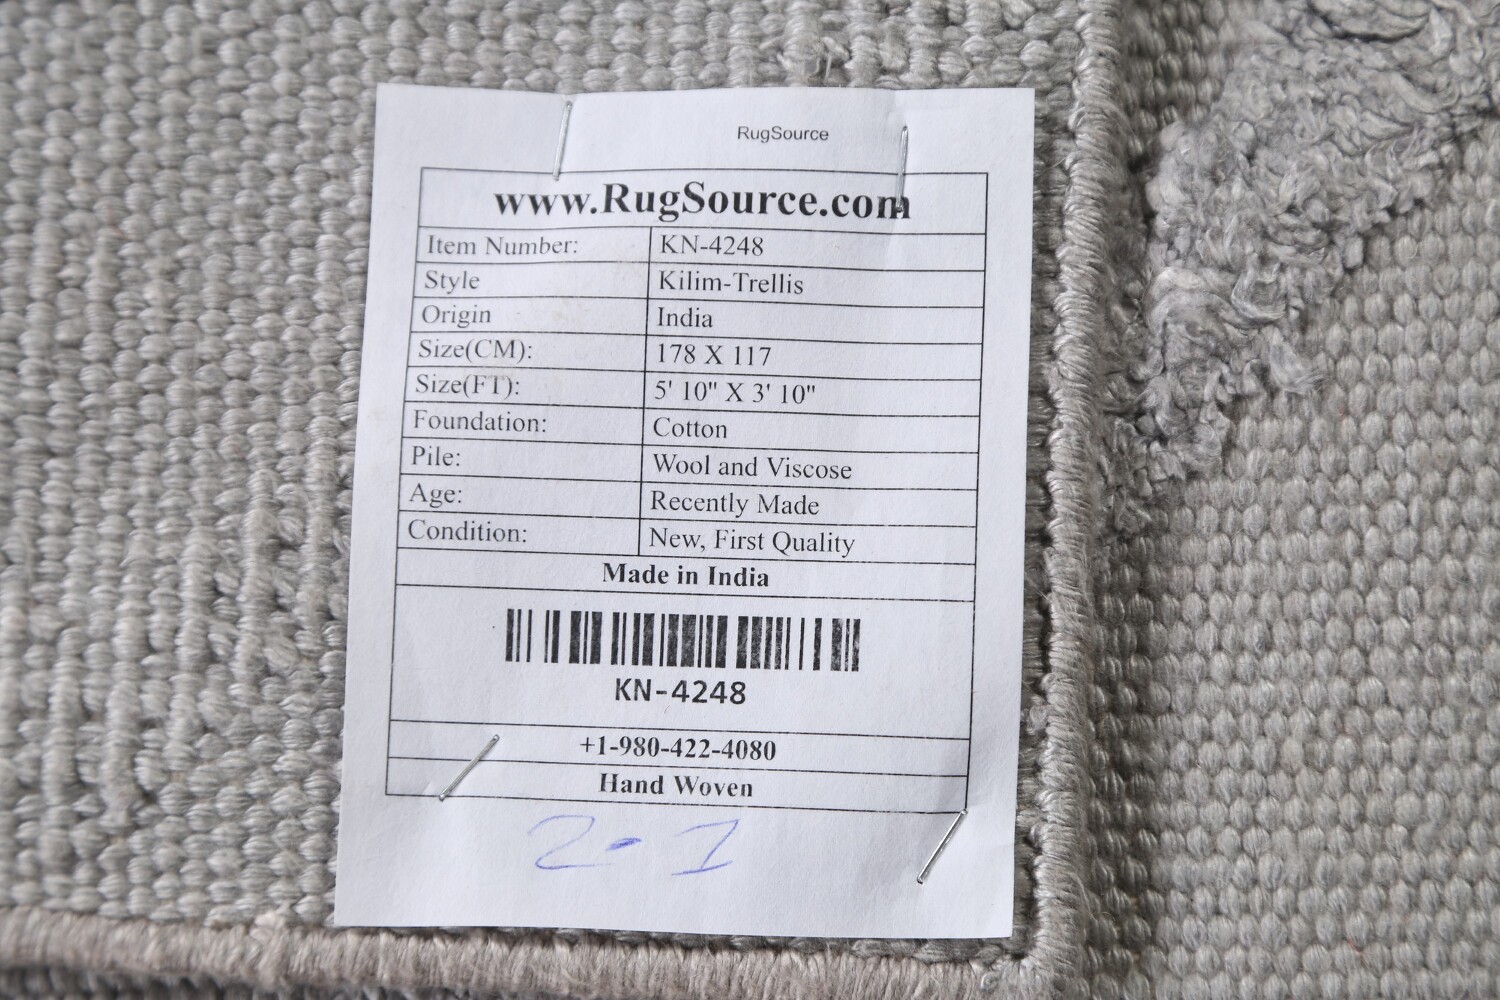 RugSource
www.RugSource.com
Item Number: KN-4248
Style Kilim-Trellis
Origin India
Size(CM): 178 X 117
Size(FT): 5' 10" X 3' 10"
Foundation: Cotton
Pile: Wool and Viscose
Age: Recently Made
Condition: New, First Quality
Made in India
KN-4248
+1-980-422-4080
Hand Woven
2-1